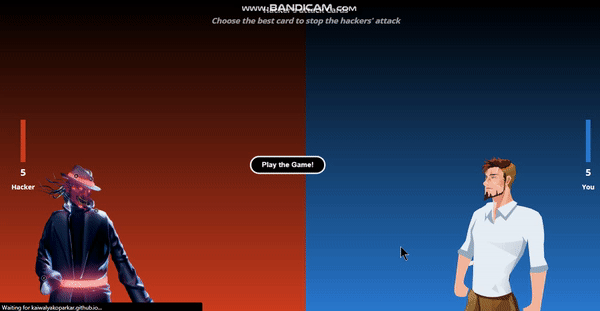 www.BANDICAM.com
Choose the best card to stop the hackers' attack
5
Hacker
Play the Game!
5
You
Waiting for kaiwalyakoparkar.github.io...